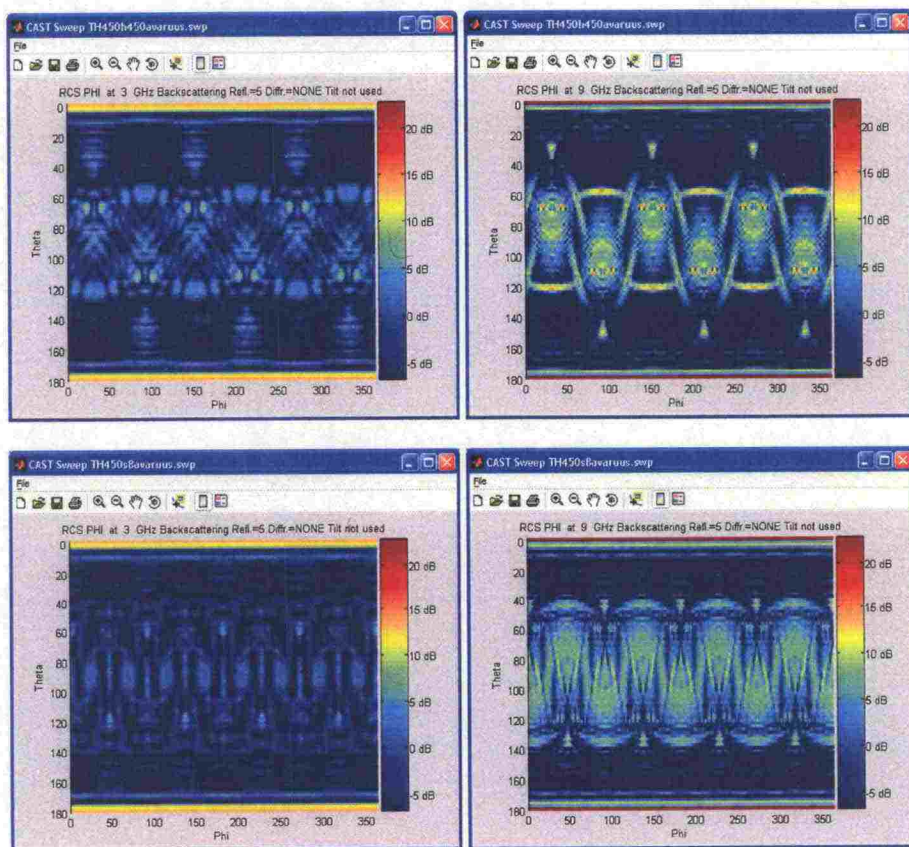 CAST Sweep TH450h450avaruus.swp
File
RCS PHI at 3 GHz Backscattering Refl.=5 Diffr.=NONE Tilt not used
0
20
40
60
80
100
120
140
160
180
Theta
0 50 100 150 200 250 300 350
Phi
20 dB
15 dB
10 dB
5 dB
0 dB
-5 dB
CAST Sweep TH450h450avaruus.swp
File
RCS PHI at 9 GHz Backscattering Refl.=5 Diffr.=NONE Tilt not used
0
20
40
60
80
100
120
140
160
180
Theta
0 50 100 150 200 250 300 350
Phi
20 dB
15 dB
10 dB
5 dB
0 dB
-5 dB
CAST Sweep TH450s8avaruus.swp
File
RCS PHI at 3 GHz Backscattering Refl.=5 Diffr.=NONE Tilt not used
0
20
40
60
80
100
120
140
160
180
Theta
0 50 100 150 200 250 300 350
Phi
20 dB
15 dB
10 dB
5 dB
0 dB
-5 dB
CAST Sweep TH450s8avaruus.swp
File
RCS PHI at 9 GHz Backscattering Refl.=5 Diffr.=NONE Tilt not used
0
20
40
60
80
100
120
140
160
180
Theta
0 50 100 150 200 250 300 350
Phi
20 dB
15 dB
10 dB
5 dB
0 dB
-5 dB